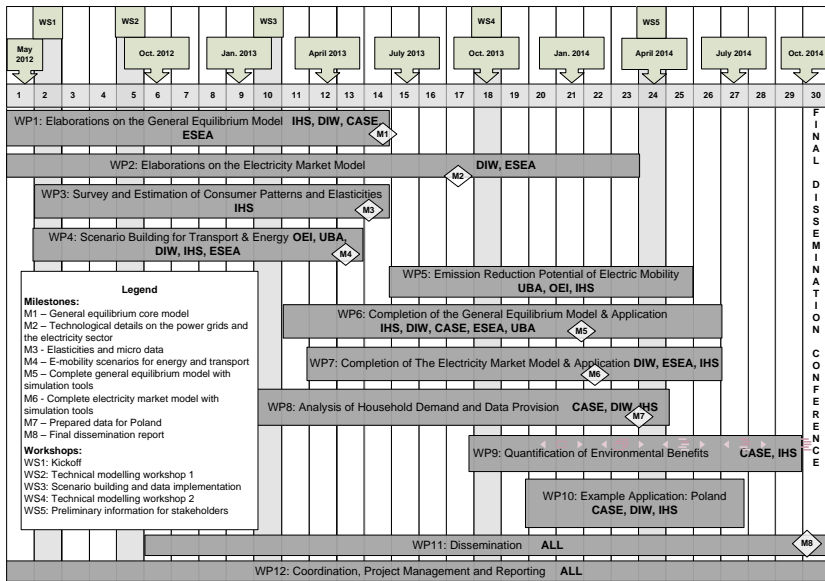 WS1
WS2
WS3
WS4
WS5
May
2012
Oct. 2012
Jan. 2013
April 2013
July 2013
Oct. 2013
Jan. 2014
April 2014
July 2014
Oct. 2014
1 2 3 4 5 6 7 8 9 10 11 12 13 14 15 16 17 18 19 20 21 22 23 24 25 26 27 28 29 30
WP1: Elaborations on the General Equilibrium Model IHS, DIW, CASE,
ESEA
M1
WP2: Elaborations on the Electricity Market Model DIW, ESEA
M2
WP3: Survey and Estimation of Consumer Patterns and Elasticities
IHS
M3
WP4: Scenario Building for Transport & Energy OEI, UBA,
DIW, IHS, ESEA
M4
WP5: Emission Reduction Potential of Electric Mobility
UBA, OEI, IHS
WP6: Completion of the General Equilibrium Model & Application
IHS, DIW, CASE, ESEA, UBA
M5
WP7: Completion of The Electricity Market Model & Application DIW, ESEA, IHS
M6
WP8: Analysis of Household Demand and Data Provision CASE, DIW, IHS
M7
WP9: Quantification of Environmental Benefits CASE, IHS
WP10: Example Application: Poland
CASE, DIW, IHS
WP11: Dissemination ALL
M8
WP12: Coordination, Project Management and Reporting ALL
FINAL DISSEMINATION CONFERENCE
Legend
Milestones:
M1 – General equilibrium core model
M2 – Technological details on the power grids and
the electricity sector
M3 - Elasticities and micro data
M4 – E-mobility scenarios for energy and transport
M5 – Complete general equilibrium model with
simulation tools
M6 – Complete electricity market model with
simulation tools
M7 – Prepared data for Poland
M8 – Final dissemination report
Workshops:
WS1: Kickoff
WS2: Technical modelling workshop 1
WS3: Scenario building and data implementation
WS4: Technical modelling workshop 2
WS5: Preliminary information for stakeholders